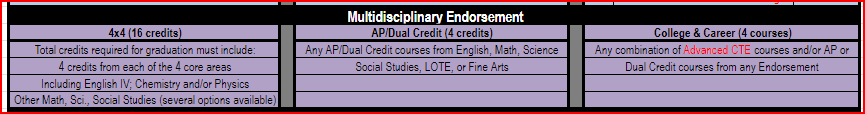 Multidisciplinary Endorsement
4x4 (16 credits)
Total credits required for graduation must include:
4 credits from each of the 4 core areas
Including English IV; Chemistry and/or Physics
Other Math, Sci., Social Studies (several options available)
AP/Dual Credit (4 credits)
Any AP/Dual Credit courses from English, Math, Science
Social Studies, LOTE, or Fine Arts
College & Career (4 courses)
Any combination of Advanced CTE courses and/or AP or
Dual Credit courses from any Endorsement